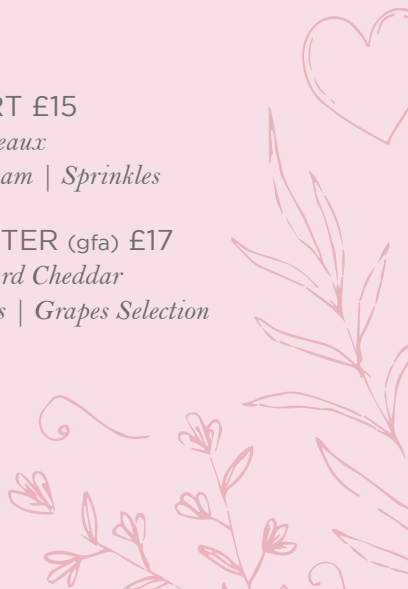 RT £15
eaux
am | Sprinkles
TER (gfa) £17
rd Cheddar
s | Grapes Selection